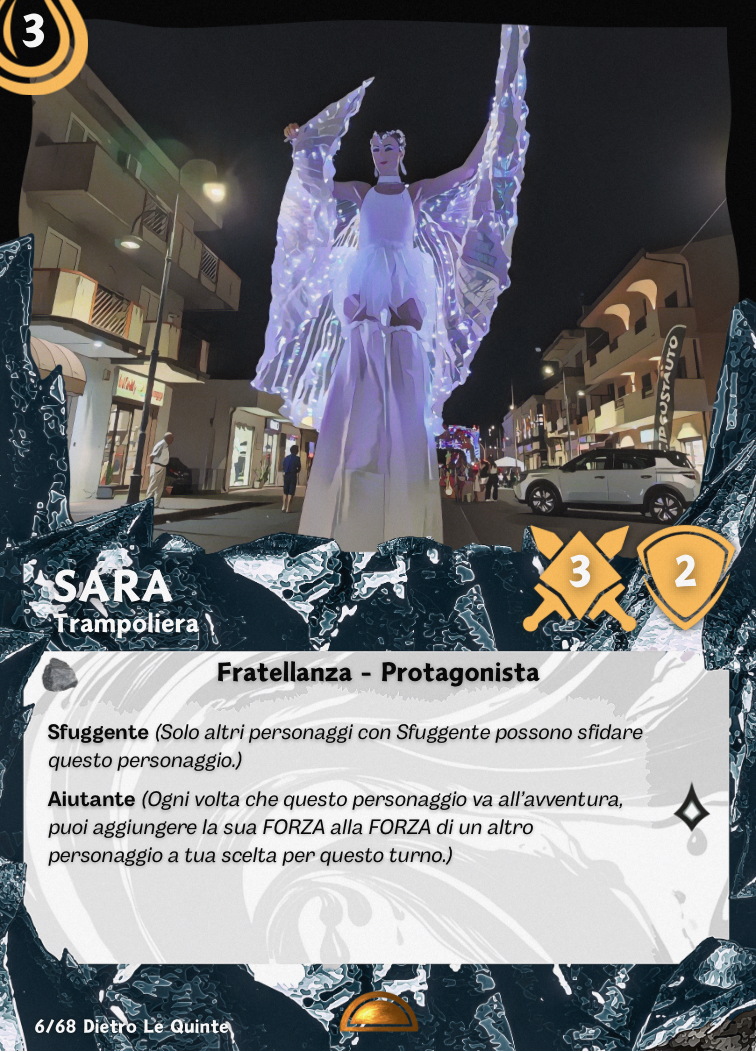 3
IPGUSTAUTO
SARA
Trampoliera
3
2
Fratellanza - Protagonista
Sfuggente (Solo altri personaggi con Sfuggente possono sfidare
questo personaggio.)
Aiutante (Ogni volta che questo personaggio va all'avventura,
puoi aggiungere la sua FORZA alla FORZA di un altro
personaggio a tua scelta per questo turno.)
6/68 Dietro Le Quinte